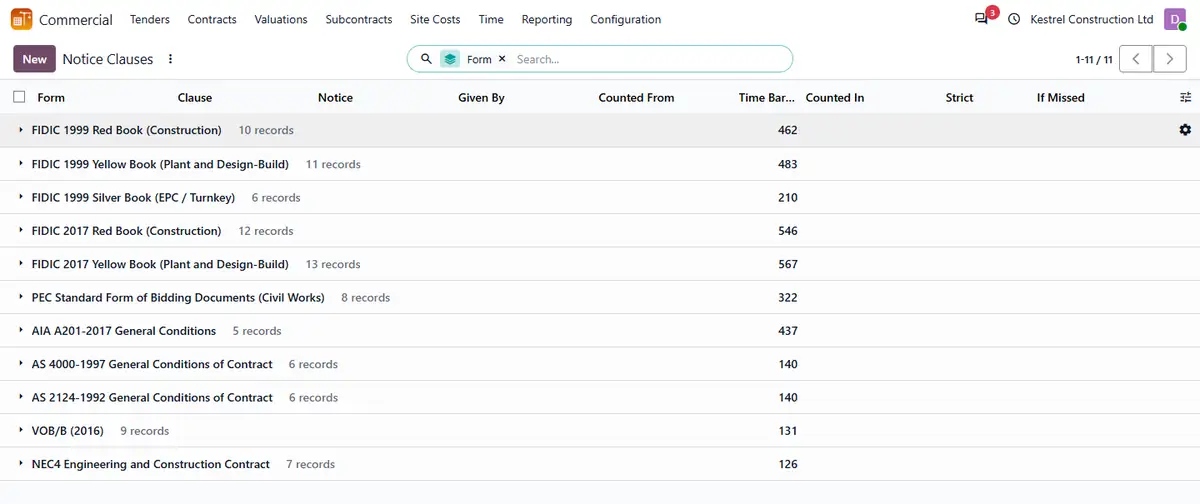 Commercial Tenders Contracts Valuations Subcontracts Site Costs Time Reporting Configuration 3 Kestrel Construction Ltd D
New Notice Clauses Form × Search... 1-11 / 11
Form Clause Notice Given By Counted From Time Bar... Counted In Strict If Missed
FIDIC 1999 Red Book (Construction) 10 records 462
FIDIC 1999 Yellow Book (Plant and Design-Build) 11 records 483
FIDIC 1999 Silver Book (EPC / Turnkey) 6 records 210
FIDIC 2017 Red Book (Construction) 12 records 546
FIDIC 2017 Yellow Book (Plant and Design-Build) 13 records 567
PEC Standard Form of Bidding Documents (Civil Works) 8 records 322
AIA A201-2017 General Conditions 5 records 437
AS 4000-1997 General Conditions of Contract 6 records 140
AS 2124-1992 General Conditions of Contract 6 records 140
VOB/B (2016) 9 records 131
NEC4 Engineering and Construction Contract 7 records 126